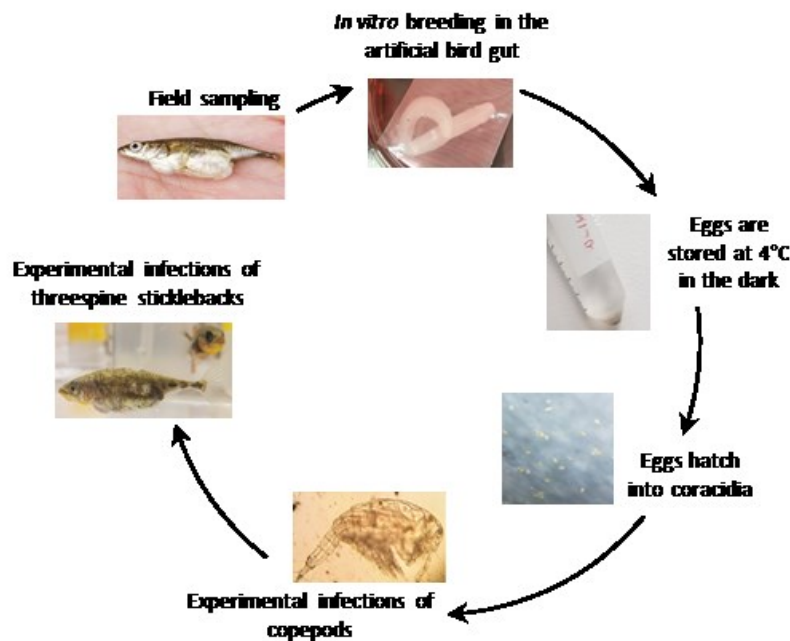 In vitro breeding in the
artificial bird gut
Field sampling
Eggs are
stored at 4°C
in the dark
Experimental infections of
threespine sticklebacks
Eggs hatch
into coracidia
Experimental infections of
copepods